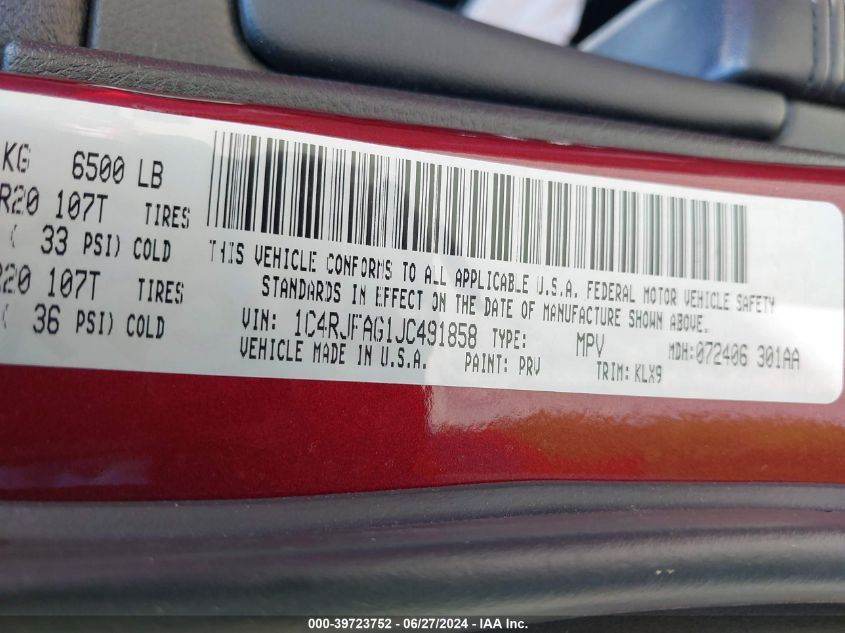 KG 6500 LB
R20 107T TIRES
( 33 PSI) COLD
R20 107T TIRES
( 36 PSI) COLD
THIS VEHICLE CONFORMS TO ALL APPLICABLE U.S.A. FEDERAL MOTOR VEHICLE SAFETY
STANDARDS IN EFFECT ON THE DATE OF MANUFACTURE SHOWN ABOVE.
VIN: 1C4RJFAG1JC491858 TYPE: MPV MDH:072406 301AA
VEHICLE MADE IN U.S.A. PAINT: PRV TRIM: KLX9
000-39723752 - 06/27/2024 - IAA Inc.